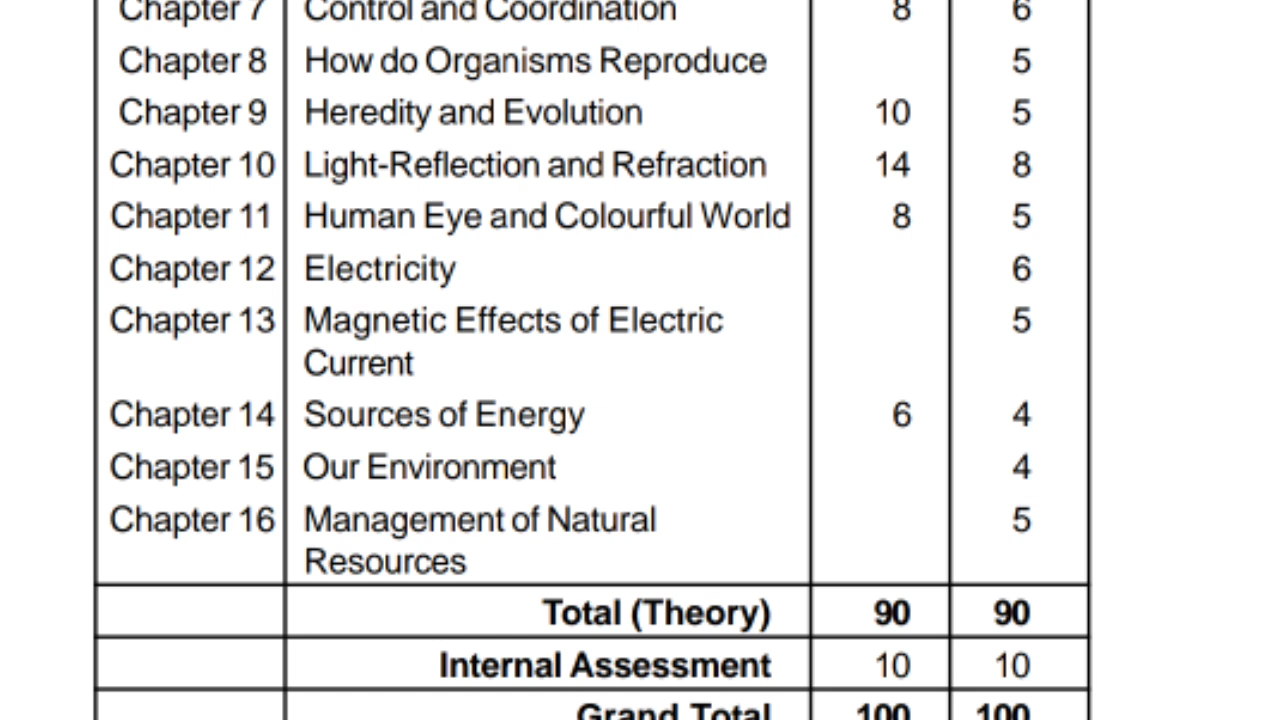 Chapter 7 Control and Coordination 8 6
Chapter 8 How do Organisms Reproduce 5
Chapter 9 Heredity and Evolution 10 5
Chapter 10 Light-Reflection and Refraction 14 8
Chapter 11 Human Eye and Colourful World 8 5
Chapter 12 Electricity 6
Chapter 13 Magnetic Effects of Electric 5
Current
Chapter 14 Sources of Energy 6 4
Chapter 15 Our Environment 4
Chapter 16 Management of Natural 5
Resources
Total (Theory) 90 90
Internal Assessment 10 10
Grand Total 100 100